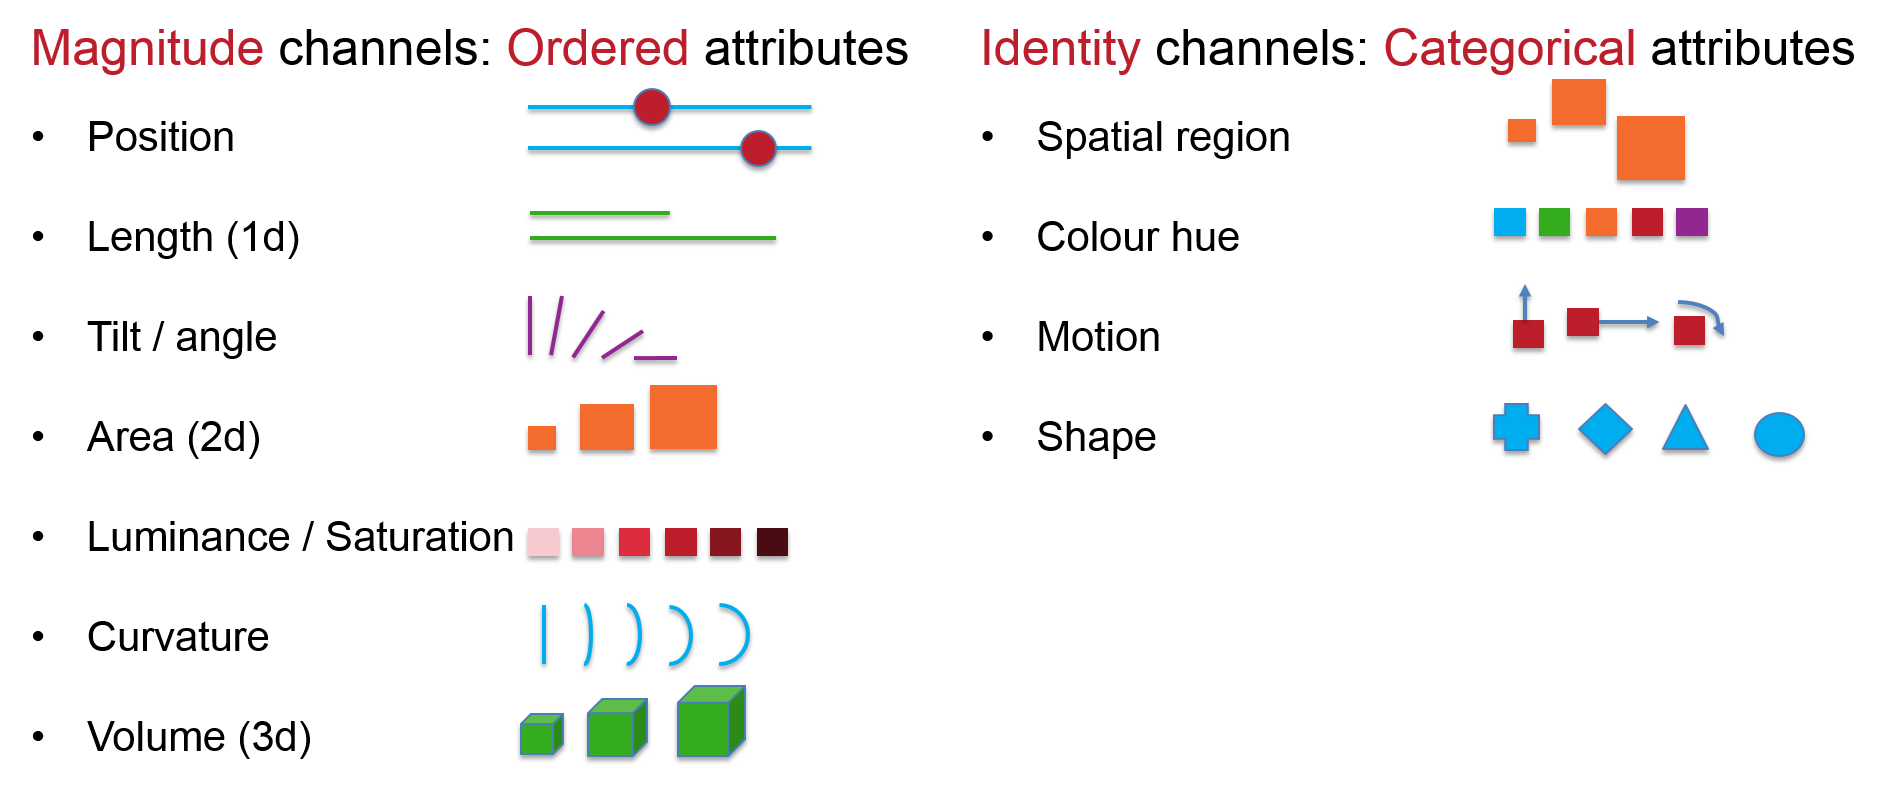 Magnitude channels: Ordered attributes
• Position
• Length (1d)
• Tilt / angle
• Area (2d)
• Luminance / Saturation
• Curvature
• Volume (3d)
Identity channels: Categorical attributes
• Spatial region
• Colour hue
• Motion
• Shape